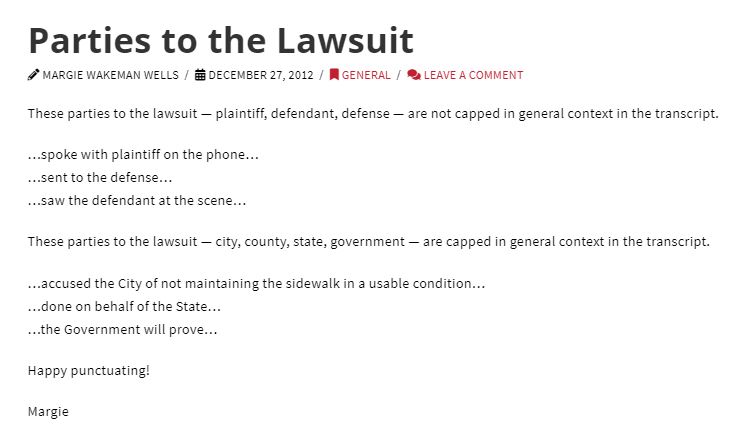 Parties to the Lawsuit
MARGIE WAKEMAN WELLS / DECEMBER 27, 2012 / GENERAL / LEAVE A COMMENT
These parties to the lawsuit — plaintiff, defendant, defense — are not capped in general context in the transcript.
…spoke with plaintiff on the phone…
…sent to the defense…
…saw the defendant at the scene…
These parties to the lawsuit — city, county, state, government — are capped in general context in the transcript.
…accused the City of not maintaining the sidewalk in a usable condition…
…done on behalf of the State…
…the Government will prove…
Happy punctuating!
Margie